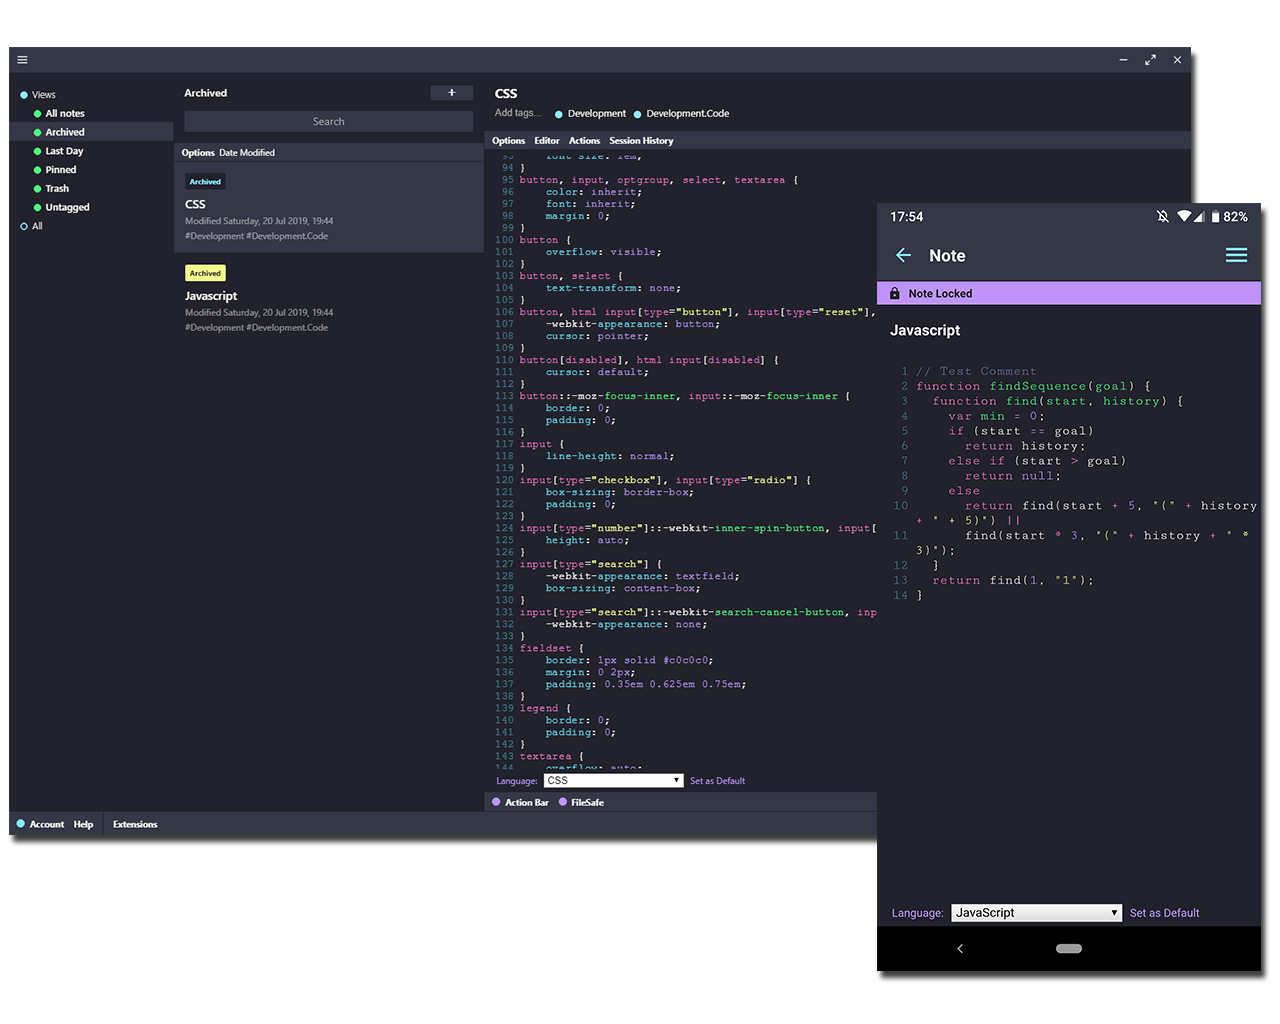 Views
All notes
Archived
Last Day
Pinned
Trash
Untagged
All
Archived
+
Search
Options Date Modified
Archived
CSS
Modified Saturday, 20 Jul 2019, 19:44
#Development #Development.Code
Archived
Javascript
Modified Saturday, 20 Jul 2019, 19:44
#Development #Development.Code
CSS
Add tags... Development Development.Code
Options Editor Actions Session History
93 font-size: 1em;
94 }
95 button, input, optgroup, select, textarea {
96 color: inherit;
97 font: inherit;
98 margin: 0;
99 }
100 button {
101 overflow: visible;
102 }
103 button, select {
104 text-transform: none;
105 }
106 button, html input[type="button"], input[type="reset"],
107 -webkit-appearance: button;
108 cursor: pointer;
109 }
110 button[disabled], html input[disabled] {
111 cursor: default;
112 }
113 button::-moz-focus-inner, input::-moz-focus-inner {
114 border: 0;
115 padding: 0;
116 }
117 input {
118 line-height: normal;
119 }
120 input[type="checkbox"], input[type="radio"] {
121 box-sizing: border-box;
122 padding: 0;
123 }
124 input[type="number"]::-webkit-inner-spin-button, input[
125 height: auto;
126 }
127 input[type="search"] {
128 -webkit-appearance: textfield;
129 box-sizing: content-box;
130 }
131 input[type="search"]::-webkit-search-cancel-button, inp
132 -webkit-appearance: none;
133 }
134 fieldset {
135 border: 1px solid #c0c0c0;
136 margin: 0 2px;
137 padding: 0.35em 0.625em 0.75em;
138 }
139 legend {
140 border: 0;
141 padding: 0;
142 }
143 textarea {
144 overflow: auto;
Language: CSS Set as Default
Action Bar FileSafe
Account Help Extensions
17:54 82%
Note
Note Locked
Javascript
1 // Test Comment
2 function findSequence(goal) {
3 function find(start, history) {
4 var min = 0;
5 if (start == goal)
6 return history;
7 else if (start > goal)
8 return null;
9 else
10 return find(start + 5, "(" + history
+ " + 5)") ||
11 find(start * 3, "(" + history + " *
3)");
12 }
13 return find(1, "1");
14 }
Language: JavaScript Set as Default